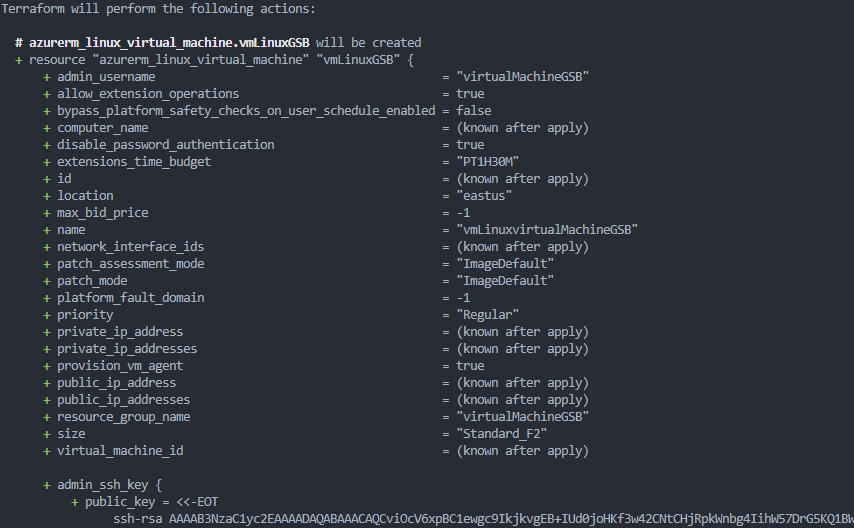 Terraform will perform the following actions:
# azurerm_linux_virtual_machine.vmLinuxGSB will be created
+ resource "azurerm_linux_virtual_machine" "vmLinuxGSB" {
+ admin_username = "virtualMachineGSB"
+ allow_extension_operations = true
+ bypass_platform_safety_checks_on_user_schedule_enabled = false
+ computer_name = (known after apply)
+ disable_password_authentication = true
+ extensions_time_budget = "PT1H30M"
+ id = (known after apply)
+ location = "eastus"
+ max_bid_price = -1
+ name = "vmLinuxvirtualMachineGSB"
+ network_interface_ids = (known after apply)
+ patch_assessment_mode = "ImageDefault"
+ patch_mode = "ImageDefault"
+ platform_fault_domain = -1
+ priority = "Regular"
+ private_ip_address = (known after apply)
+ private_ip_addresses = (known after apply)
+ provision_vm_agent = true
+ public_ip_address = (known after apply)
+ public_ip_addresses = (known after apply)
+ resource_group_name = "virtualMachineGSB"
+ size = "Standard_F2"
+ virtual_machine_id = (known after apply)
+ admin_ssh_key {
+ public_key = <<-EOT
ssh-rsa AAAAB3NzaC1yc2EAAAADAQABAAACAQCviOcV6xpBC1ewgc9IkjkvgEB+IUd0joHKf3w42CNtCHjRpkWnbg4IihW57DrG5KQ1BW